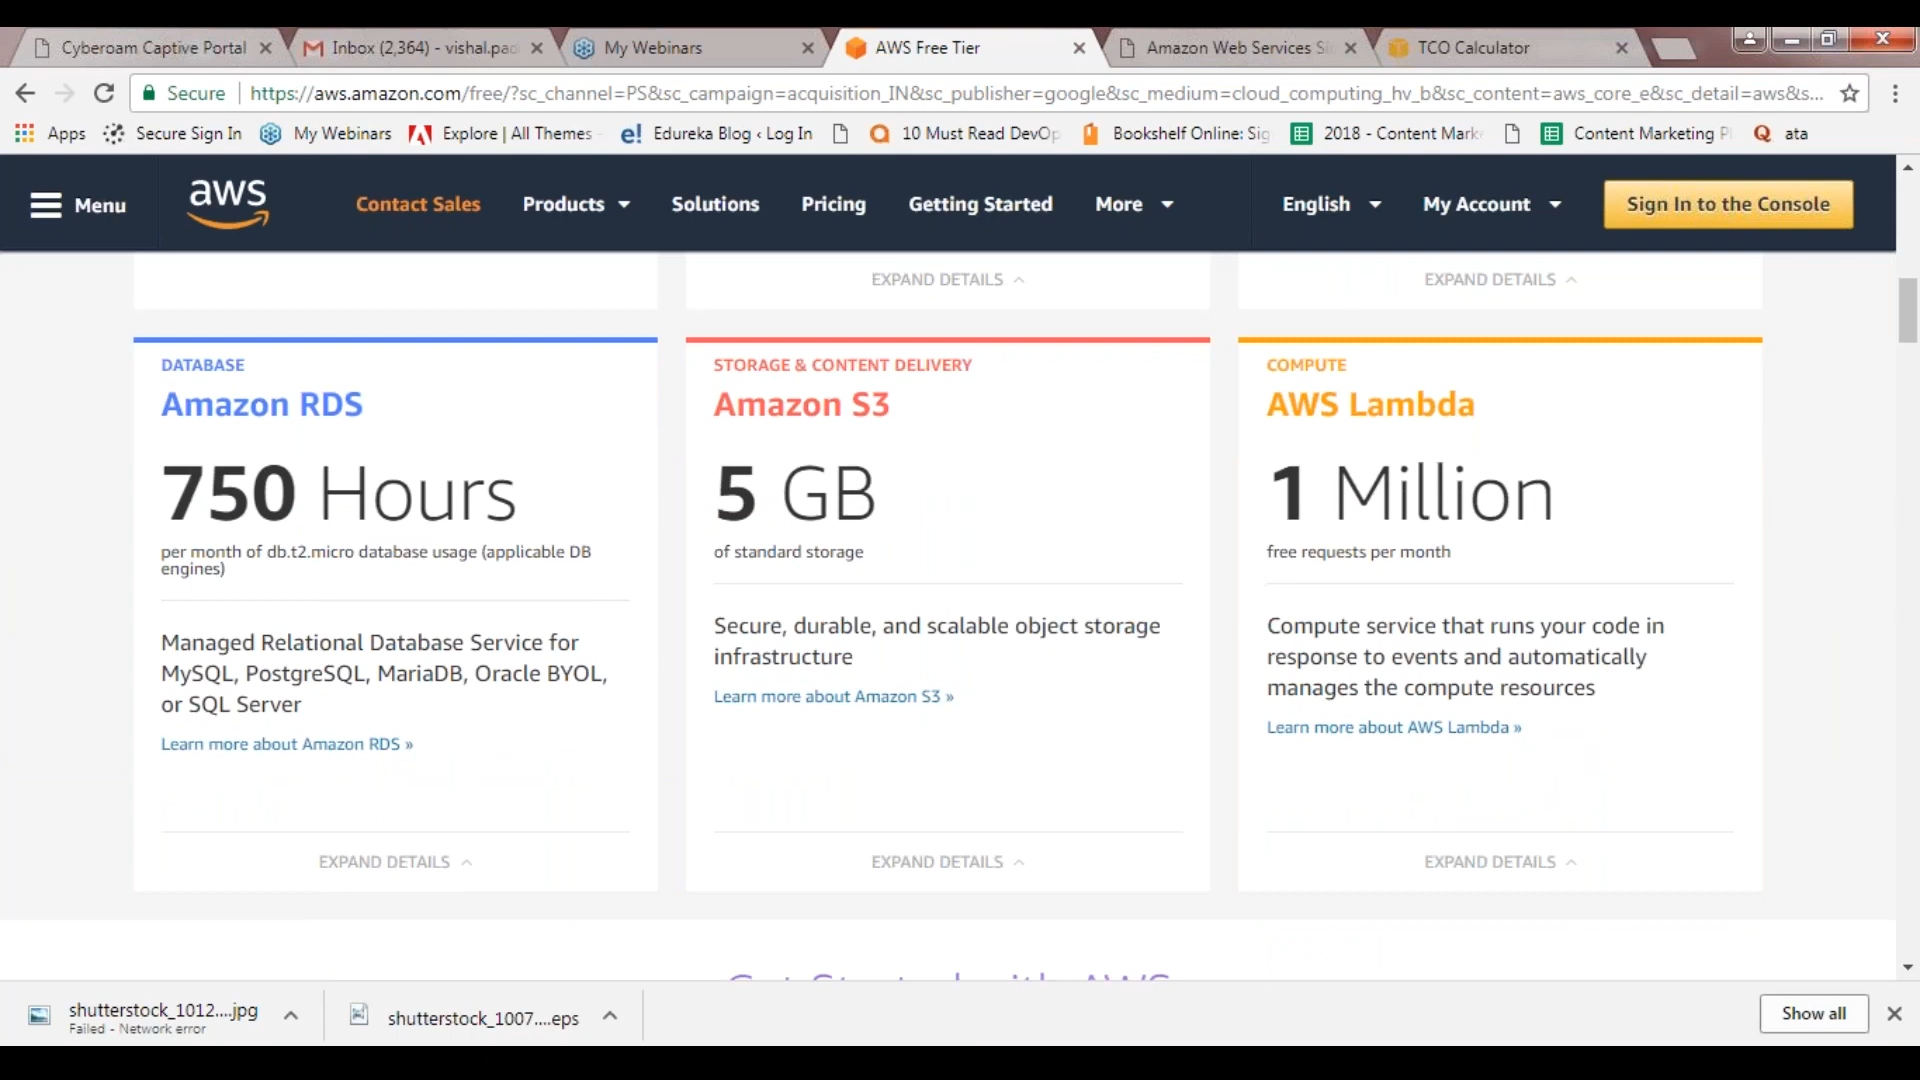 Cyberoam Captive Portal
Inbox (2,364) - vishal.pad
My Webinars
AWS Free Tier
Amazon Web Services Si
TCO Calculator
Secure
https://aws.amazon.com/free/?sc_channel=PS&sc_campaign=acquisition_IN&sc_publisher=google&sc_medium=cloud_computing_hv_b&sc_content=aws_core_e&sc_detail=aws&s...
Apps
Secure Sign In
My Webinars
Explore | All Themes
e! Edureka Blog ‹ Log In
10 Must Read DevOp
Bookshelf Online: Sig
2018 - Content Mark
Content Marketing P
ata
Menu
aws
Contact Sales
Products
Solutions
Pricing
Getting Started
More
English
My Account
Sign In to the Console
EXPAND DETAILS
EXPAND DETAILS
DATABASE
Amazon RDS
750 Hours
per month of db.t2.micro database usage (applicable DB
engines)
Managed Relational Database Service for
MySQL, PostgreSQL, MariaDB, Oracle BYOL,
or SQL Server
Learn more about Amazon RDS »
EXPAND DETAILS
STORAGE & CONTENT DELIVERY
Amazon S3
5 GB
of standard storage
Secure, durable, and scalable object storage
infrastructure
Learn more about Amazon S3 »
EXPAND DETAILS
COMPUTE
AWS Lambda
1 Million
free requests per month
Compute service that runs your code in
response to events and automatically
manages the compute resources
Learn more about AWS Lambda »
EXPAND DETAILS
Get Started with AWS
shutterstock_1012....jpg
Failed - Network error
shutterstock_1007....eps
Show all